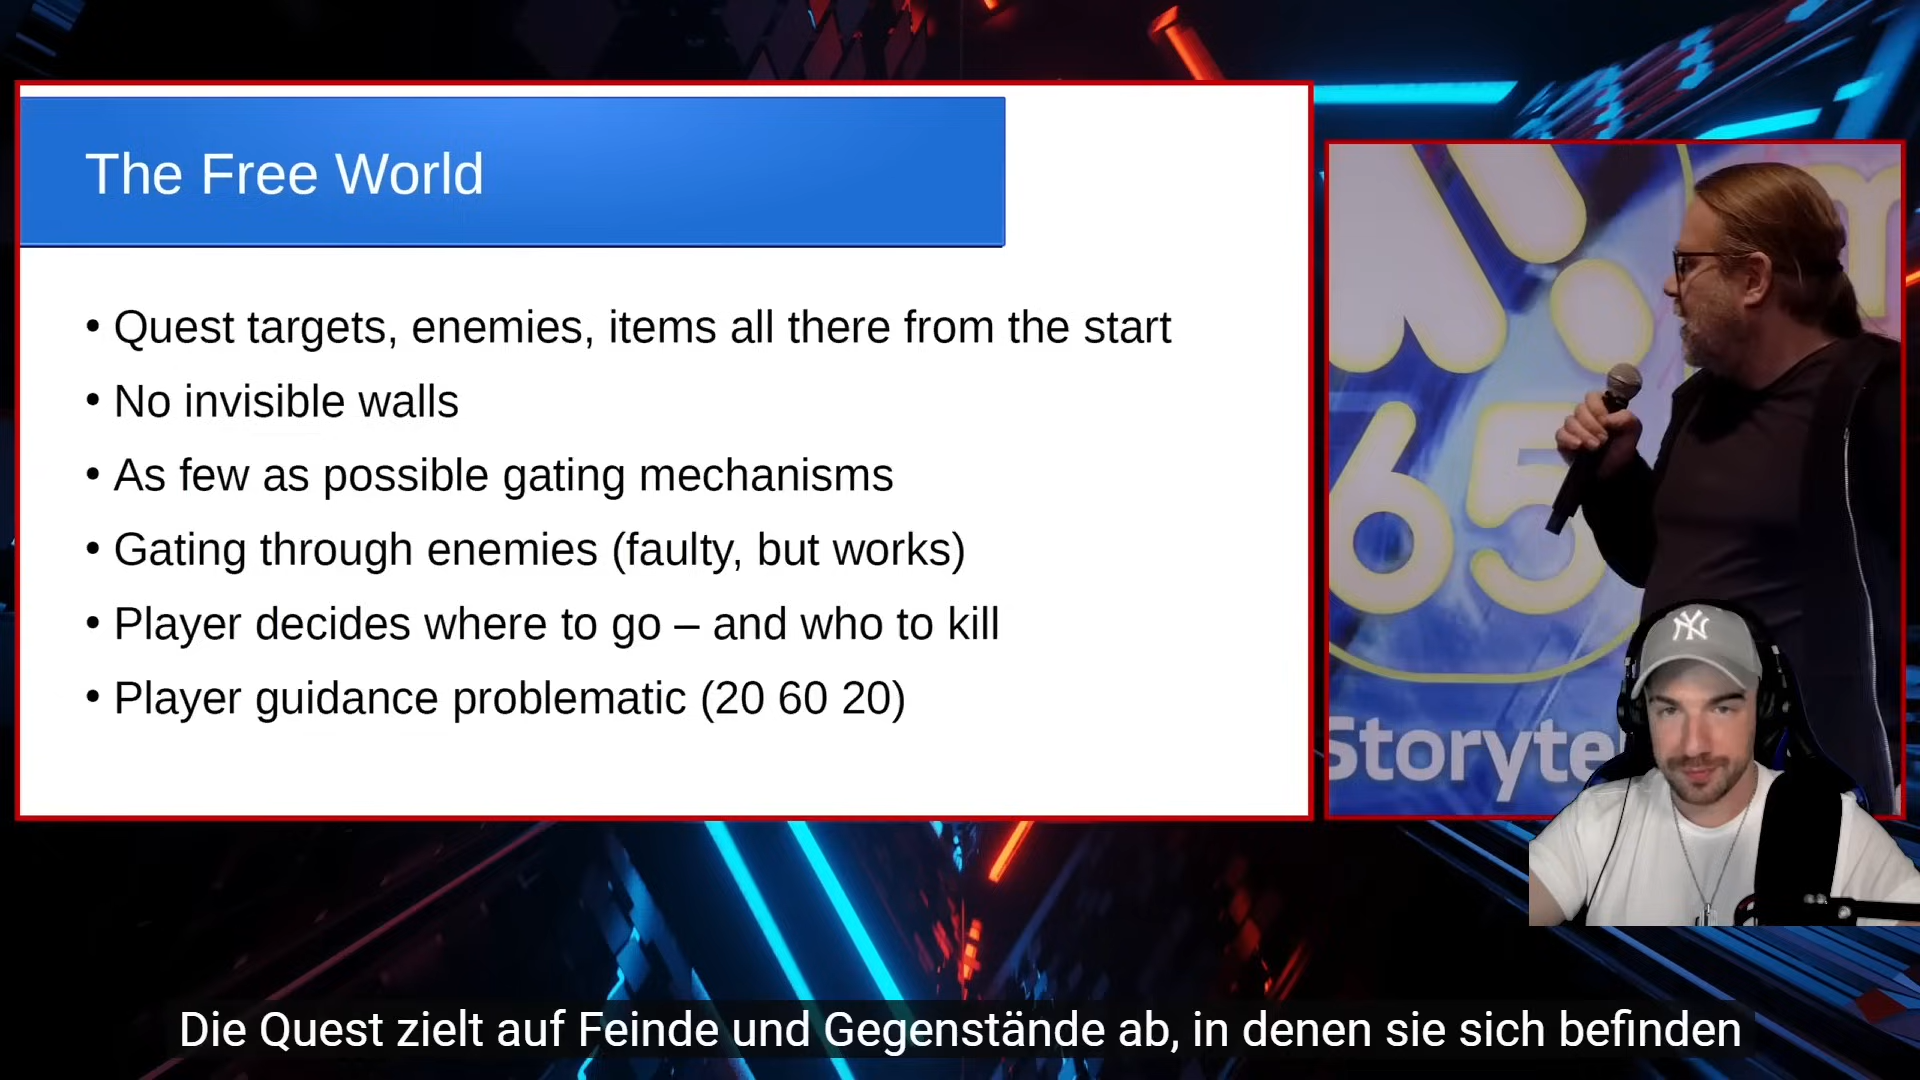 The Free World
• Quest targets, enemies, items all there from the start
• No invisible walls
• As few as possible gating mechanisms
• Gating through enemies (faulty, but works)
• Player decides where to go – and who to kill
• Player guidance problematic (20 60 20)
65
Storyte
NY
Die Quest zielt auf Feinde und Gegenstände ab, in denen sie sich befinden